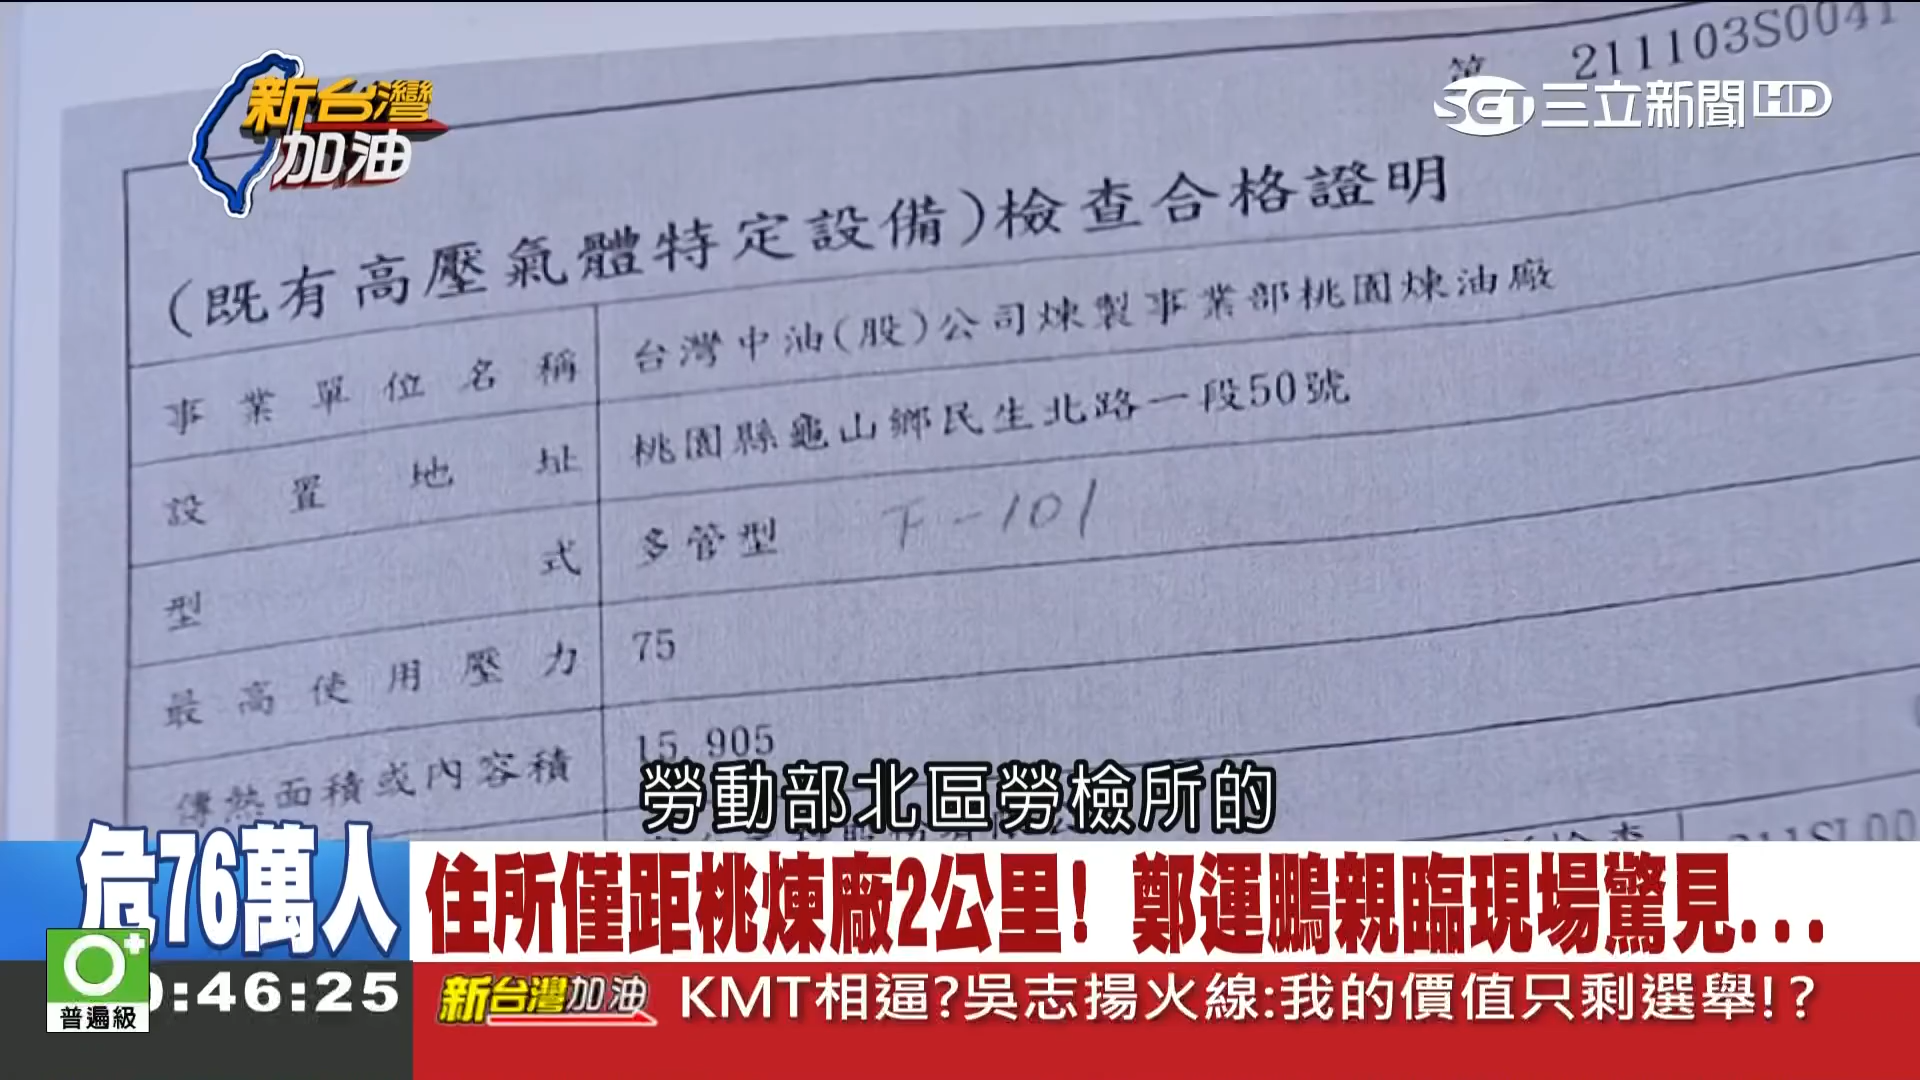 第 211103S0041
新台灣
加油
SET三立新聞HD
(既有高壓氣體特定設備)檢查合格證明
事業單位名稱 台灣中油(股)公司煉製事業部桃園煉油廠
設置地址 桃園縣龜山鄉民生北路一段50號
型式 多管型 F-101
最高使用壓力 75
傳熱面積或內容積 15.905
勞動部北區勞檢所的
危76萬人
住所僅距桃煉廠2公里! 鄭運鵬親臨現場驚見...
普遍級
:46:25
新台灣加油 KMT相逼?吳志揚火線:我的價值只剩選舉!?